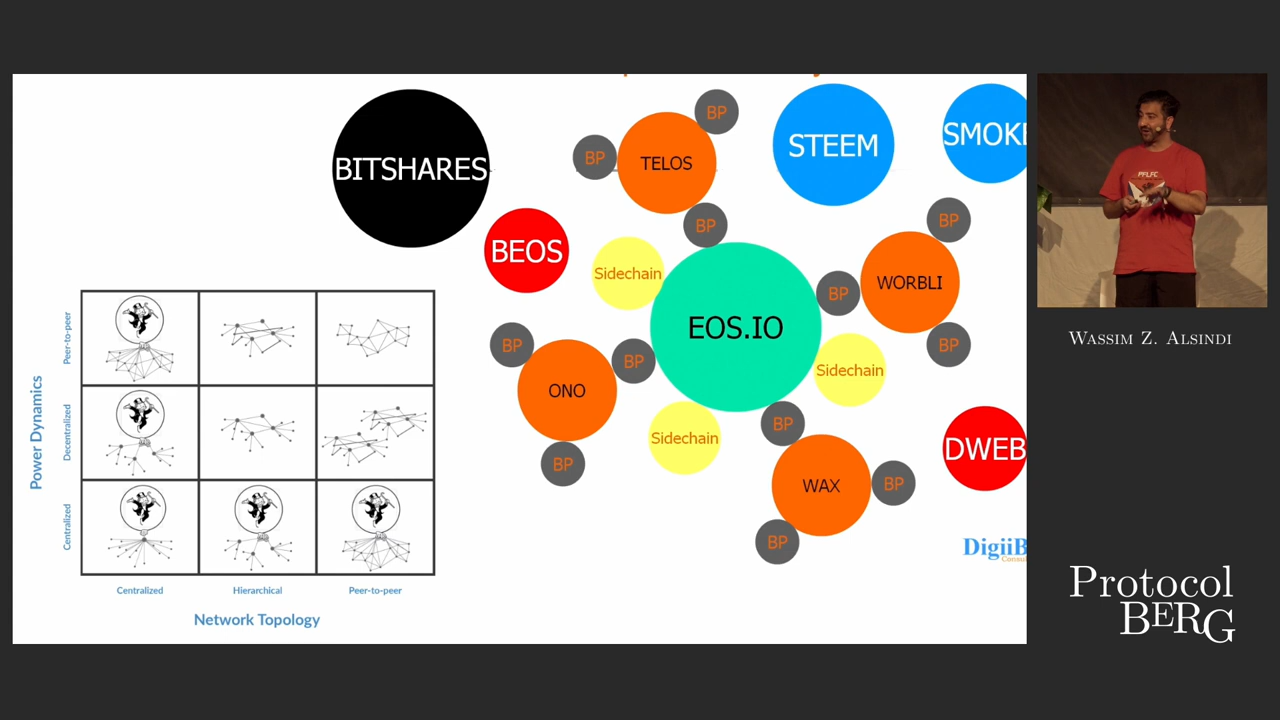 BITSHARES
BP
BP
TELOS
BP
STEEM
SMOKE
BEOS
Sidechain
EOS.IO
BP
WORBLI
BP
BP
Sidechain
BP
ONO
BP
BP
Sidechain
BP
WAX
BP
BP
DWEB
DigiiB
Consul
Power Dynamics
Peer-to-peer
Decentralized
Centralized
Centralized
Hierarchical
Peer-to-peer
Network Topology
PFLFC
WASSIM Z. ALSINDI
Protocol
BERG